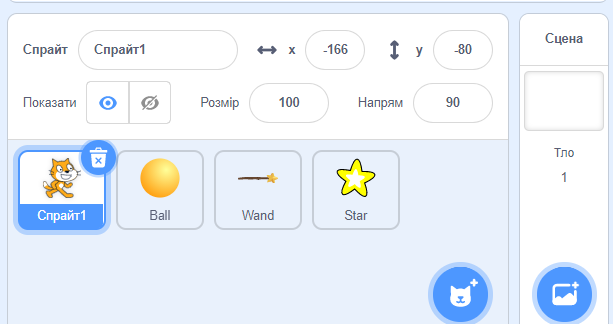 Спрайт Спрайт1 x -166 y -80
Показати Розмір 100 Напрям 90
Спрайт1 Ball Wand Star
Сцена
Тло
1